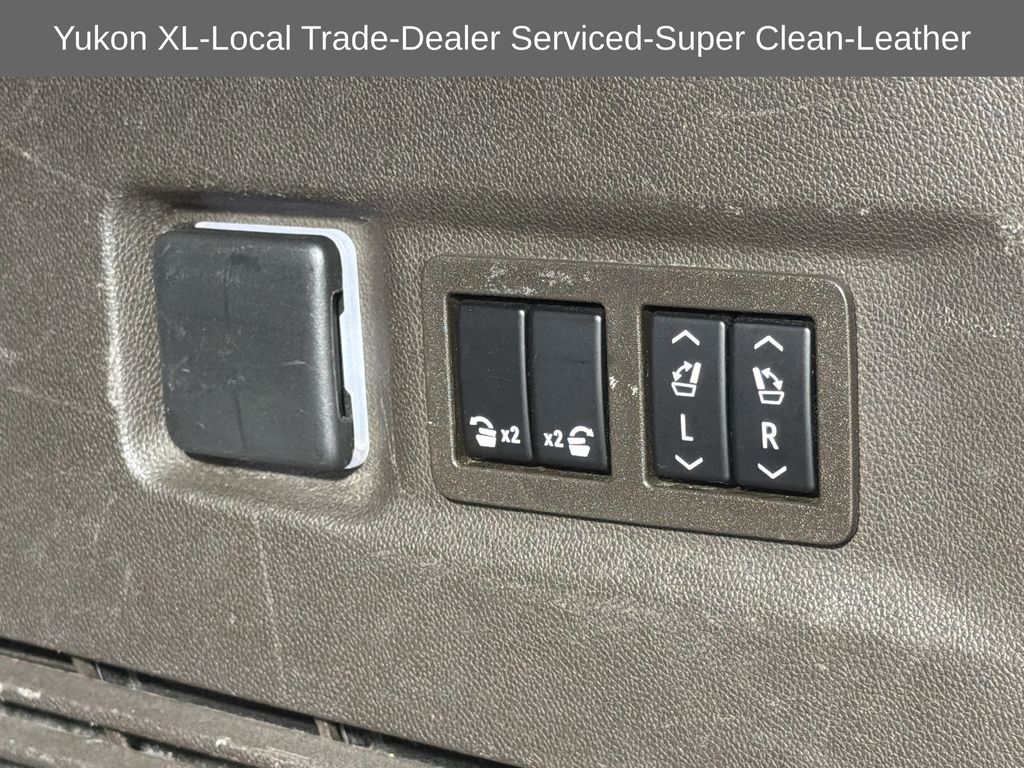 Yukon XL-Local Trade-Dealer Serviced-Super Clean-Leather
x2 x2
L R